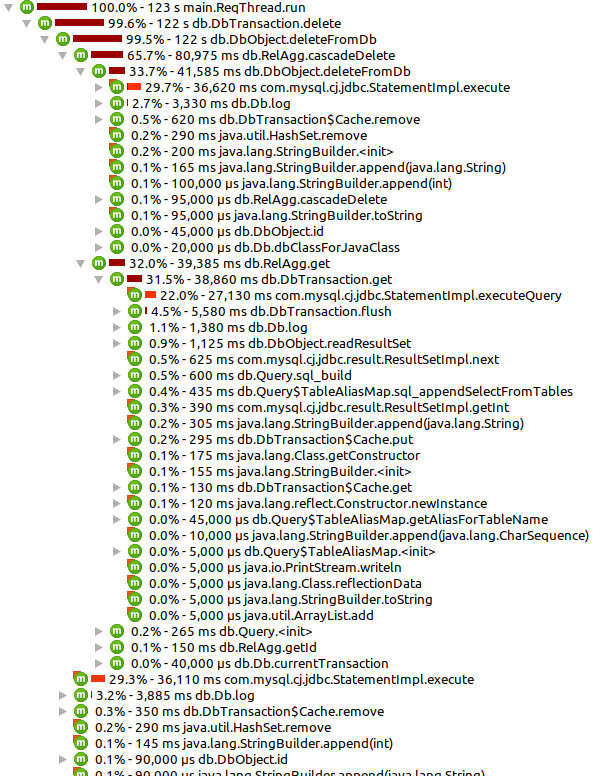 100.0% - 123 s main.ReqThread.run
99.6% - 122 s db.DbTransaction.delete
99.5% - 122 s db.DbObject.deleteFromDb
65.7% - 80,975 ms db.RelAgg.cascadeDelete
33.7% - 41,585 ms db.DbObject.deleteFromDb
m 29.7% - 36,620 ms com.mysql.cj.jdbc.StatementImpl.execute
m 2.7% - 3,330 ms db.Db.log
m 0.5% - 620 ms db.DbTransaction$Cache.remove
m 0.2% - 290 ms java.util.HashSet.remove
m 0.2% - 200 ms java.lang.StringBuilder.<init>
m 0.1% - 165 ms java.lang.StringBuilder.append(java.lang.String)
m 0.1% - 100,000 µs java.lang.StringBuilder.append(int)
m 0.1% - 95,000 µs db.RelAgg.cascadeDelete
m 0.1% - 95,000 µs java.lang.StringBuilder.toString
m 0.0% - 45,000 µs db.DbObject.id
m 0.0% - 20,000 µs db.Db.dbClassForJavaClass
m 32.0% - 39,385 ms db.RelAgg.get
m 31.5% - 38,860 ms db.DbTransaction.get
m 22.0% - 27,130 ms com.mysql.cj.jdbc.StatementImpl.executeQuery
m 4.5% - 5,580 ms db.DbTransaction.flush
m 1.1% - 1,380 ms db.Db.log
m 0.9% - 1,125 ms db.DbObject.readResultSet
m 0.5% - 625 ms com.mysql.cj.jdbc.result.ResultSetImpl.next
m 0.5% - 600 ms db.Query.sql_build
m 0.4% - 435 ms db.Query$TableAliasMap.sql_appendSelectFromTables
m 0.3% - 390 ms com.mysql.cj.jdbc.result.ResultSetImpl.getInt
m 0.2% - 305 ms java.lang.StringBuilder.append(java.lang.String)
m 0.2% - 295 ms db.DbTransaction$Cache.put
m 0.1% - 175 ms java.lang.Class.getConstructor
m 0.1% - 155 ms java.lang.StringBuilder.<init>
m 0.1% - 130 ms db.DbTransaction$Cache.get
m 0.1% - 120 ms java.lang.reflect.Constructor.newInstance
m 0.0% - 45,000 µs db.Query$TableAliasMap.getAliasForTableName
m 0.0% - 10,000 µs java.lang.StringBuilder.append(java.lang.CharSequence)
m 0.0% - 5,000 µs db.Query$TableAliasMap.<init>
m 0.0% - 5,000 µs java.io.PrintStream.writeln
m 0.0% - 5,000 µs java.lang.Class.reflectionData
m 0.0% - 5,000 µs java.lang.StringBuilder.toString
m 0.0% - 5,000 µs java.util.ArrayList.add
m 0.2% - 265 ms db.Query.<init>
m 0.1% - 150 ms db.RelAgg.getId
m 0.0% - 40,000 µs db.Db.currentTransaction
m 29.3% - 36,110 ms com.mysql.cj.jdbc.StatementImpl.execute
m 3.2% - 3,885 ms db.Db.log
m 0.3% - 350 ms db.DbTransaction$Cache.remove
m 0.2% - 290 ms java.util.HashSet.remove
m 0.1% - 145 ms java.lang.StringBuilder.append(int)
m 0.1% - 90,000 µs db.DbObject.id
m 0.1% - 90,000 µs java.lang.StringBuilder.append(java.lang.String)